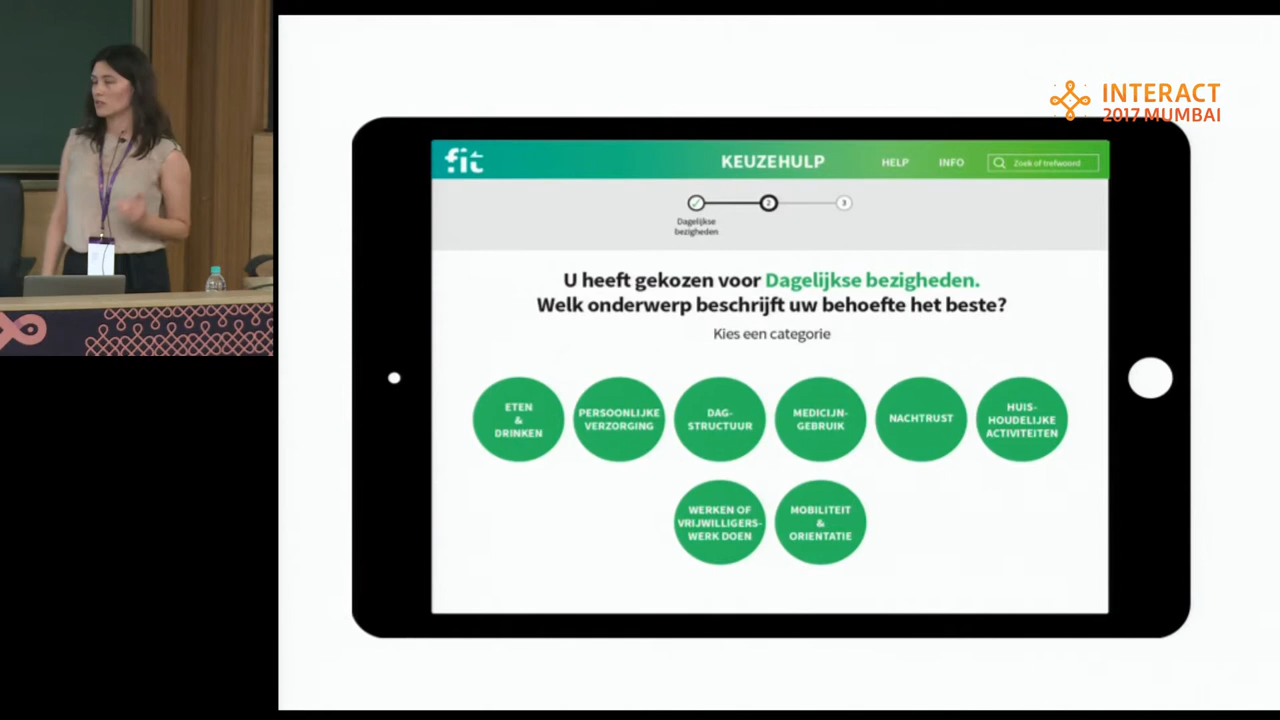 INTERACT
2017 MUMBAI
fit
KEUZEHULP
HELP
INFO
Zoek of trefwoord
2
3
Dagelijkse
bezigheden
U heeft gekozen voor Dagelijkse bezigheden.
Welk onderwerp beschrijft uw behoefte het beste?
Kies een categorie
ETEN
&
DRINKEN
PERSOONLIJKE
VERZORGING
DAG-
STRUCTUUR
MEDICIJN-
GEBRUIK
NACHTRUST
HUIS-
HOUDELIJKE
ACTIVITEITEN
WERKEN OF
VRIJWILLIGERS-
WERK DOEN
MOBILITEIT
&
ORIENTATIE